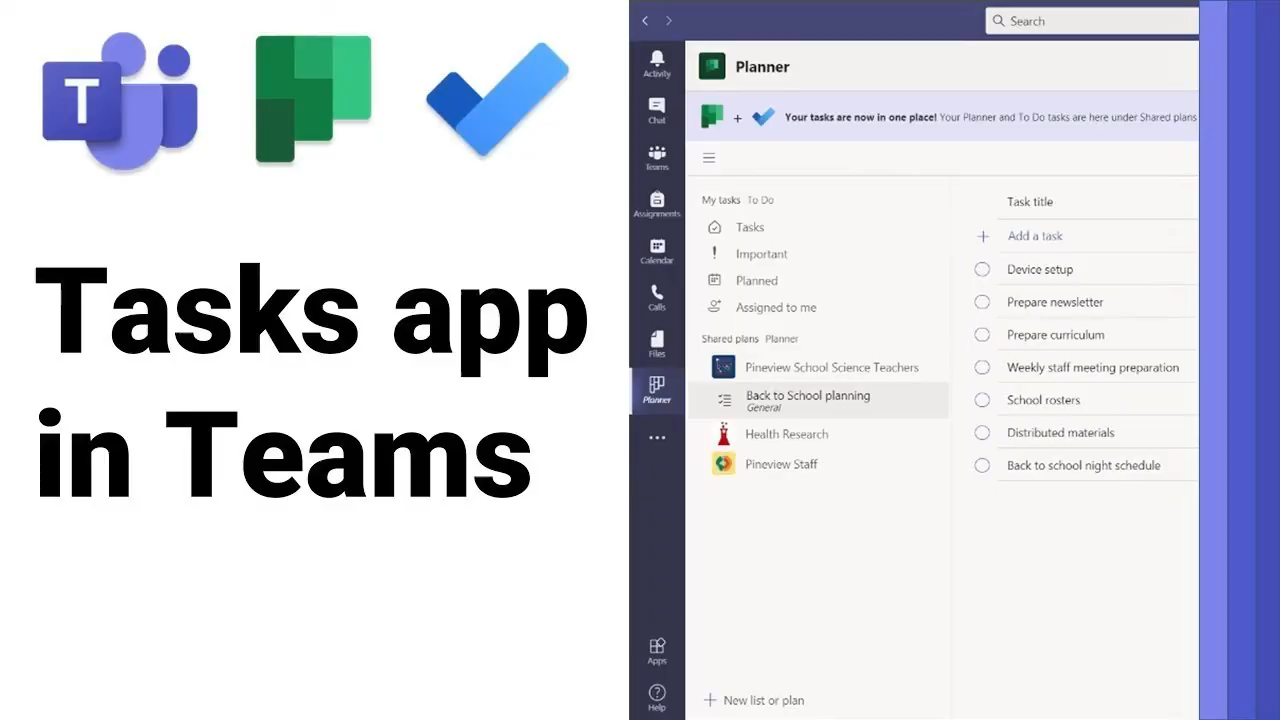 T
Tasks app
in Teams
Search
Activity
Chat
Teams
Assignments
Calendar
Calls
Files
Planner
Apps
Help
Planner
+ Your tasks are now in one place! Your Planner and To Do tasks are here under Shared plans
My tasks To Do
Tasks
Important
Planned
Assigned to me
Shared plans Planner
Pineview School Science Teachers
Back to School planning
General
Health Research
Pineview Staff
+ New list or plan
Task title
+ Add a task
Device setup
Prepare newsletter
Prepare curriculum
Weekly staff meeting preparation
School rosters
Distributed materials
Back to school night schedule